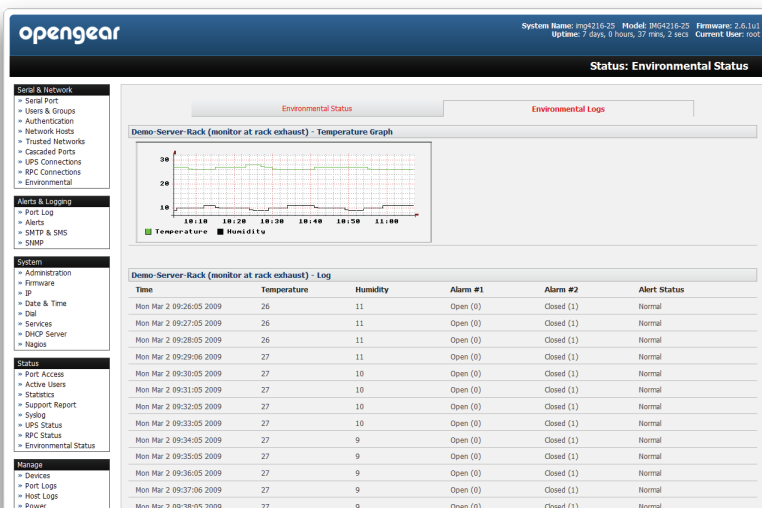 opengear
System Name: img4216-25 Model: IMG4216-25 Firmware: 2.6.1u1
Uptime: 7 days, 0 hours, 37 mins, 2 secs Current User: root
Status: Environmental Status
Serial & Network
» Serial Port
» Users & Groups
» Authentication
» Network Hosts
» Trusted Networks
» Cascaded Ports
» UPS Connections
» RPC Connections
» Environmental
Alerts & Logging
» Port Log
» Alerts
» SMTP & SMS
» SNMP
System
» Administration
» Firmware
» IP
» Date & Time
» Dial
» Services
» DHCP Server
» Nagios
Status
» Port Access
» Active Users
» Statistics
» Support Report
» Syslog
» UPS Status
» RPC Status
» Environmental Status
Manage
» Devices
» Port Logs
» Host Logs
» Power
Environmental Status Environmental Logs
Demo-Server-Rack (monitor at rack exhaust) - Temperature Graph
30
20
10
10:10 10:20 10:30 10:40 10:50 11:00
Temperature Humidity
Demo-Server-Rack (monitor at rack exhaust) - Log
Time Temperature Humidity Alarm #1 Alarm #2 Alert Status
Mon Mar 2 09:26:05 2009 26 11 Open (0) Closed (1) Normal
Mon Mar 2 09:27:05 2009 26 11 Open (0) Closed (1) Normal
Mon Mar 2 09:28:05 2009 26 11 Open (0) Closed (1) Normal
Mon Mar 2 09:29:06 2009 27 11 Open (0) Closed (1) Normal
Mon Mar 2 09:30:05 2009 27 10 Open (0) Closed (1) Normal
Mon Mar 2 09:31:05 2009 27 10 Open (0) Closed (1) Normal
Mon Mar 2 09:32:05 2009 27 10 Open (0) Closed (1) Normal
Mon Mar 2 09:33:05 2009 27 10 Open (0) Closed (1) Normal
Mon Mar 2 09:34:05 2009 27 9 Open (0) Closed (1) Normal
Mon Mar 2 09:35:05 2009 27 9 Open (0) Closed (1) Normal
Mon Mar 2 09:36:05 2009 27 9 Open (0) Closed (1) Normal
Mon Mar 2 09:37:06 2009 27 9 Open (0) Closed (1) Normal
Mon Mar 2 09:38:05 2009 27 9 Open (0) Closed (1) Normal